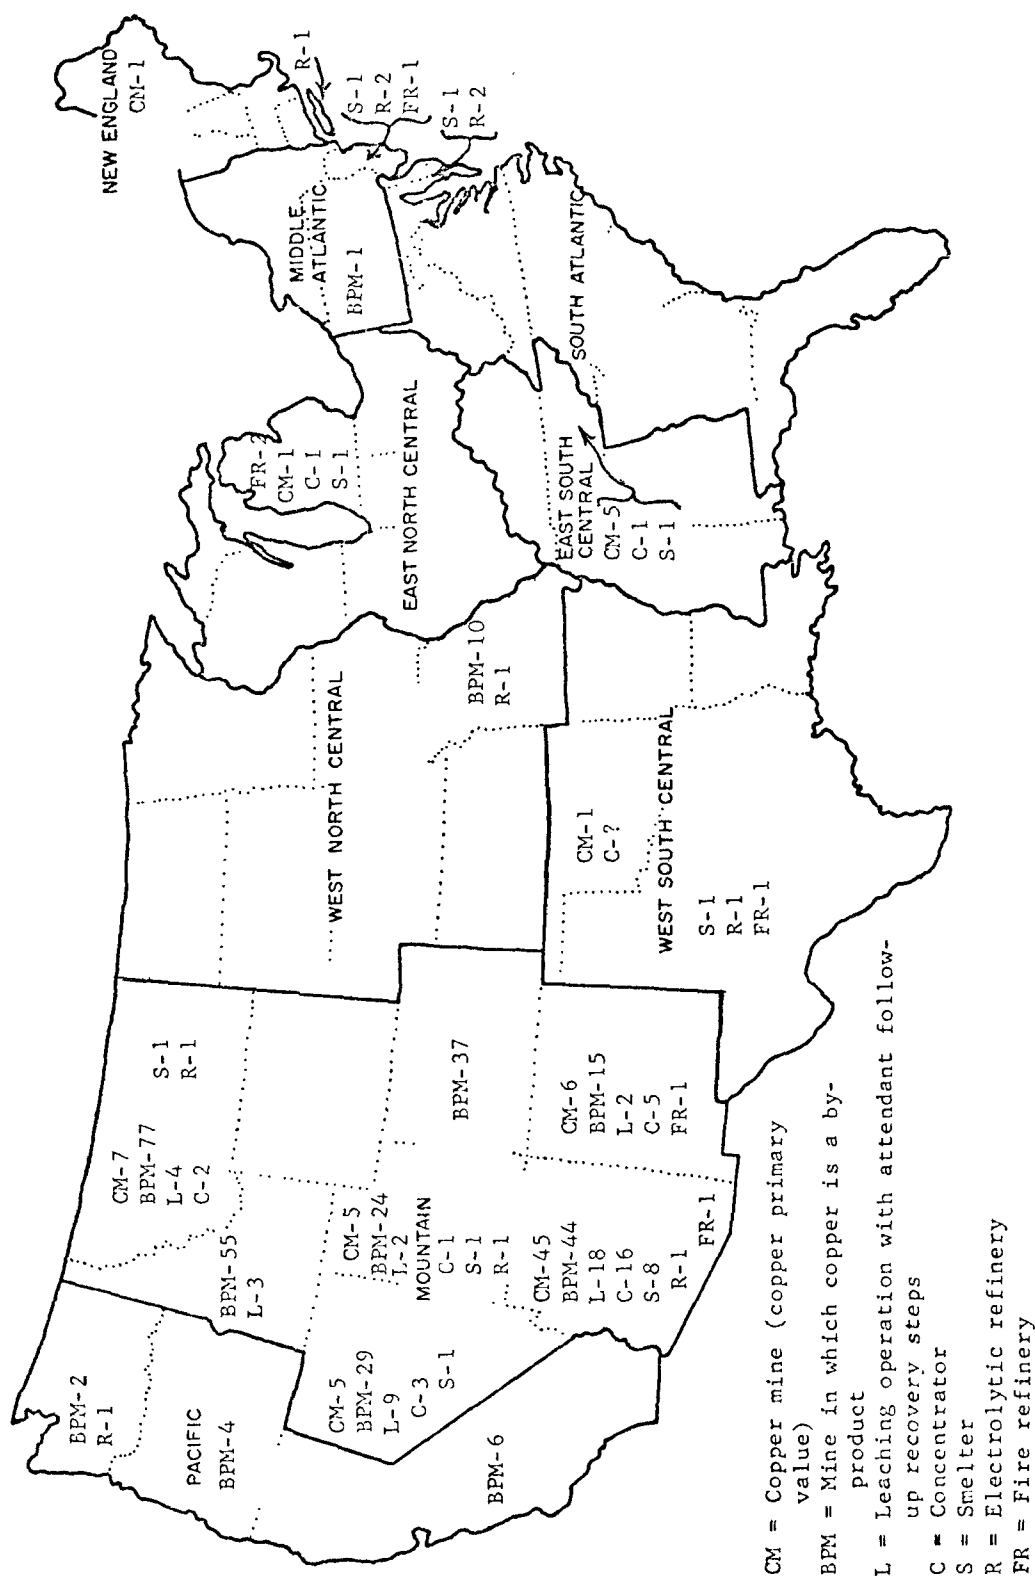 NEW ENGLAND
CM-1
R-1
S-1
R-2
FR-1
S-1
R-2
MIDDLE
ATLANTIC
BPM-1
SOUTH ATLANTIC
FR-2
CM-1
C-1
S-1
EAST NORTH CENTRAL
EAST SOUTH
CENTRAL
CM-5
C-1
S-1
WEST NORTH CENTRAL
BPM-10
R-1
CM-1
C-?
WEST SOUTH CENTRAL
S-1
R-1
FR-1
CM-7
BPM-77
L-4
C-2
S-1
R-1
BPM-55
L-3
CM-5
BPM-24
L-2
MOUNTAIN
C-1
S-1
R-1
BPM-37
CM-5
BPM-29
L-9
C-3
S-1
CM-45
BPM-44
L-18
C-16
S-8
R-1
FR-1
CM-6
BPM-15
L-2
C-5
FR-1
BPM-2
R-1
PACIFIC
BPM-4
BPM-6
CM = Copper mine (copper primary
value)
BPM = Mine in which copper is a by-
product
L = Leaching operation with attendant follow-
up recovery steps
C = Concentrator
S = Smelter
R = Electrolytic refinery
FR = Fire refinery